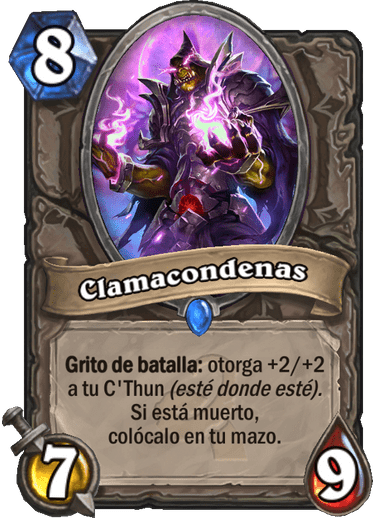 8
Clamacondenas
Grito de batalla: otorga +2/+2
a tu C'Thun (esté donde esté).
Si está muerto,
colócalo en tu mazo.
7
9